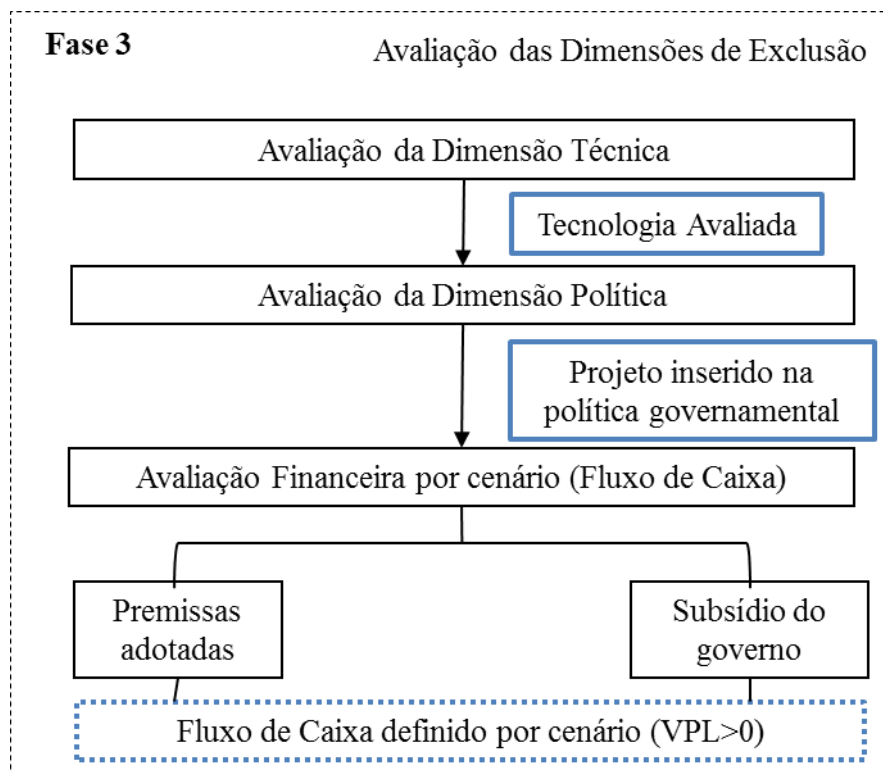 Fase 3
Avaliação das Dimensões de Exclusão
Avaliação da Dimensão Técnica
Tecnologia Avaliada
Avaliação da Dimensão Política
Projeto inserido na
política governamental
Avaliação Financeira por cenário (Fluxo de Caixa)
Premissas
adotadas
Subsídio do
governo
Fluxo de Caixa definido por cenário (VPL>0)